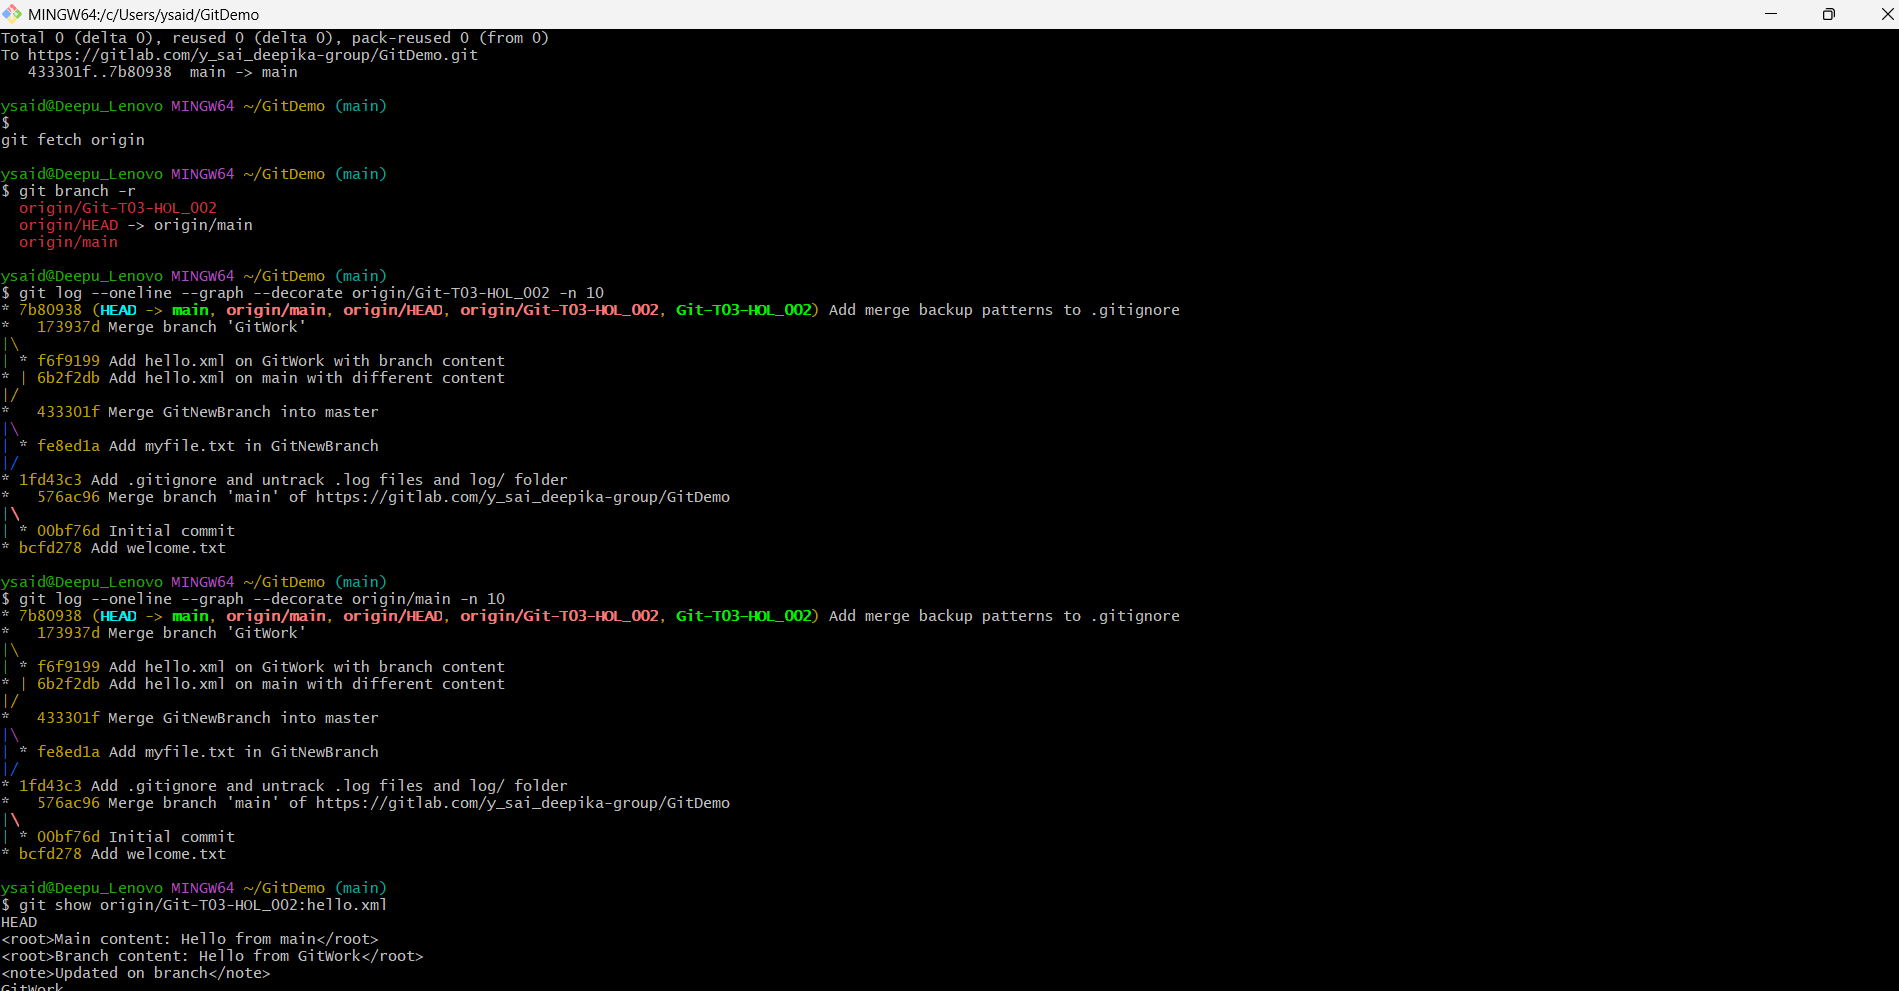 MINGW64:/c/Users/ysaid/GitDemo
Total 0 (delta 0), reused 0 (delta 0), pack-reused 0 (from 0)
To https://gitlab.com/y_sai_deepika-group/GitDemo.git
   433301f..7b80938  main -> main
ysaid@Deepu_Lenovo MINGW64 ~/GitDemo (main)
$
git fetch origin
ysaid@Deepu_Lenovo MINGW64 ~/GitDemo (main)
$ git branch -r
  origin/Git-T03-HOL_002
  origin/HEAD -> origin/main
  origin/main
ysaid@Deepu_Lenovo MINGW64 ~/GitDemo (main)
$ git log --oneline --graph --decorate origin/Git-T03-HOL_002 -n 10
* 7b80938 (HEAD -> main, origin/main, origin/HEAD, origin/Git-T03-HOL_002, Git-T03-HOL_002) Add merge backup patterns to .gitignore
*   173937d Merge branch 'GitWork'
|\
| * f6f9199 Add hello.xml on GitWork with branch content
* | 6b2f2db Add hello.xml on main with different content
|/
*   433301f Merge GitNewBranch into master
|\
| * fe8ed1a Add myfile.txt in GitNewBranch
|/
* 1fd43c3 Add .gitignore and untrack .log files and log/ folder
*   576ac96 Merge branch 'main' of https://gitlab.com/y_sai_deepika-group/GitDemo
|\
| * 00bf76d Initial commit
* bcfd278 Add welcome.txt
ysaid@Deepu_Lenovo MINGW64 ~/GitDemo (main)
$ git log --oneline --graph --decorate origin/main -n 10
* 7b80938 (HEAD -> main, origin/main, origin/HEAD, origin/Git-T03-HOL_002, Git-T03-HOL_002) Add merge backup patterns to .gitignore
*   173937d Merge branch 'GitWork'
|\
| * f6f9199 Add hello.xml on GitWork with branch content
* | 6b2f2db Add hello.xml on main with different content
|/
*   433301f Merge GitNewBranch into master
|\
| * fe8ed1a Add myfile.txt in GitNewBranch
|/
* 1fd43c3 Add .gitignore and untrack .log files and log/ folder
*   576ac96 Merge branch 'main' of https://gitlab.com/y_sai_deepika-group/GitDemo
|\
| * 00bf76d Initial commit
* bcfd278 Add welcome.txt
ysaid@Deepu_Lenovo MINGW64 ~/GitDemo (main)
$ git show origin/Git-T03-HOL_002:hello.xml
HEAD
<root>Main content: Hello from main</root>
<root>Branch content: Hello from GitWork</root>
<note>Updated on branch</note>
GitWork